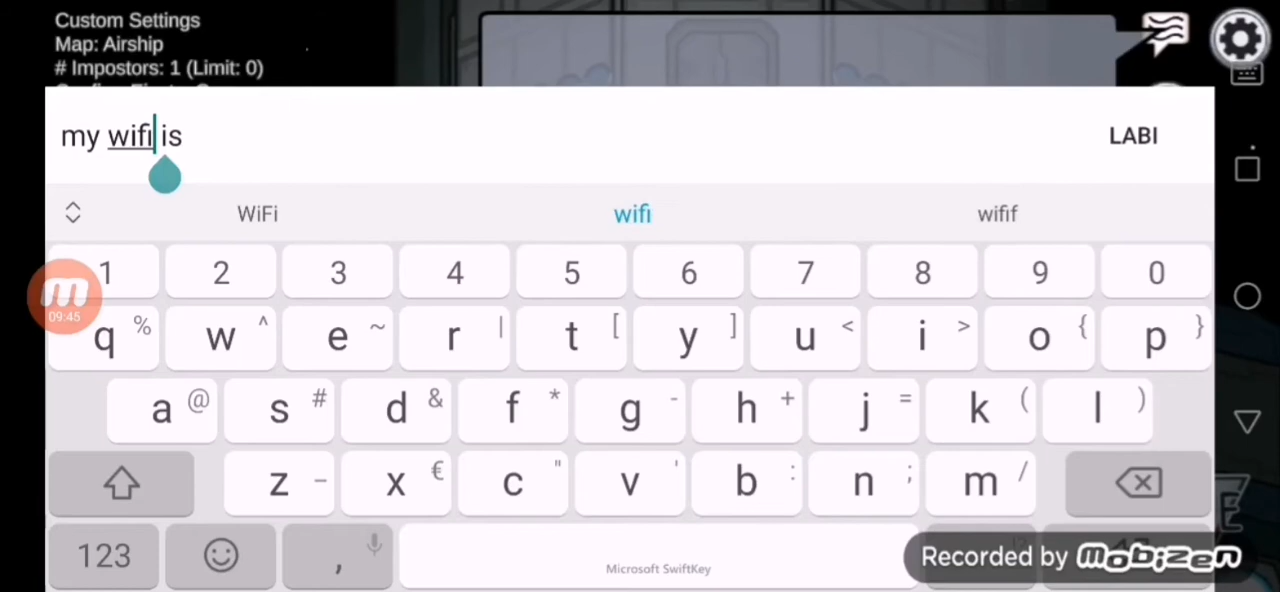 Custom Settings
Map: Airship
# Impostors: 1 (Limit: 0)
my wifi is
LABI
WiFi wifi wifif
1 2 3 4 5 6 7 8 9 0
09:45
q % w ^ e ~ r | t [ y ] u < i > o { p }
a @ s # d & f * g - h + j = k ( l )
z – x € c " v ' b : n ; m /
123 , Microsoft SwiftKey
Recorded by mobizen